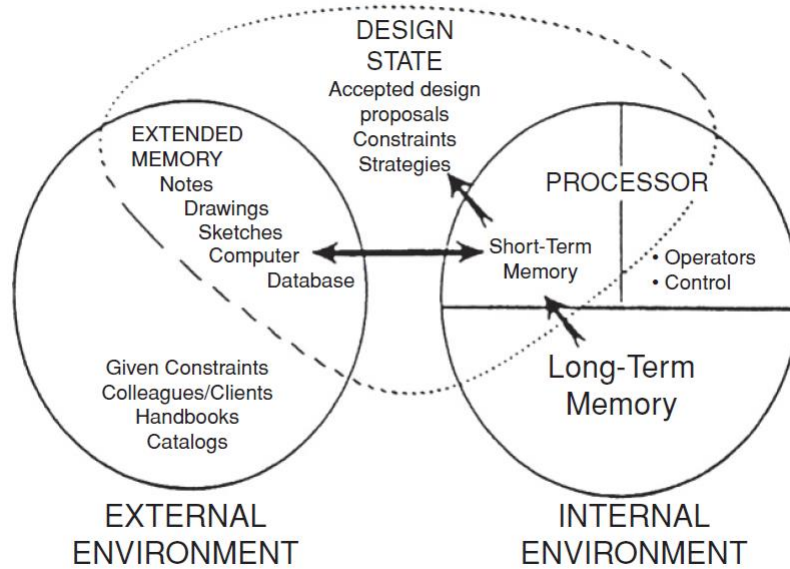 DESIGN
STATE
Accepted design
proposals
Constraints
Strategies
EXTENDED
MEMORY
Notes
Drawings
Sketches
Computer
Database
Given Constraints
Colleagues/Clients
Handbooks
Catalogs
EXTERNAL
ENVIRONMENT
PROCESSOR
Short-Term
Memory
• Operators
• Control
Long-Term
Memory
INTERNAL
ENVIRONMENT